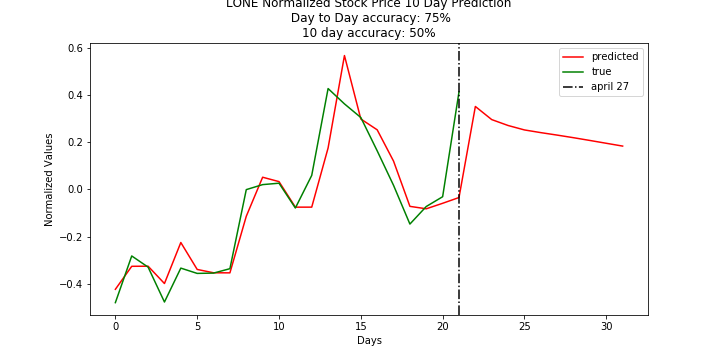 LONE Normalized Stock Price 10 Day Prediction
Day to Day accuracy: 75%
10 day accuracy: 50%
predicted
true
april 27
Normalized Values
0.6
0.4
0.2
0.0
−0.2
−0.4
0 5 10 15 20 25 30
Days